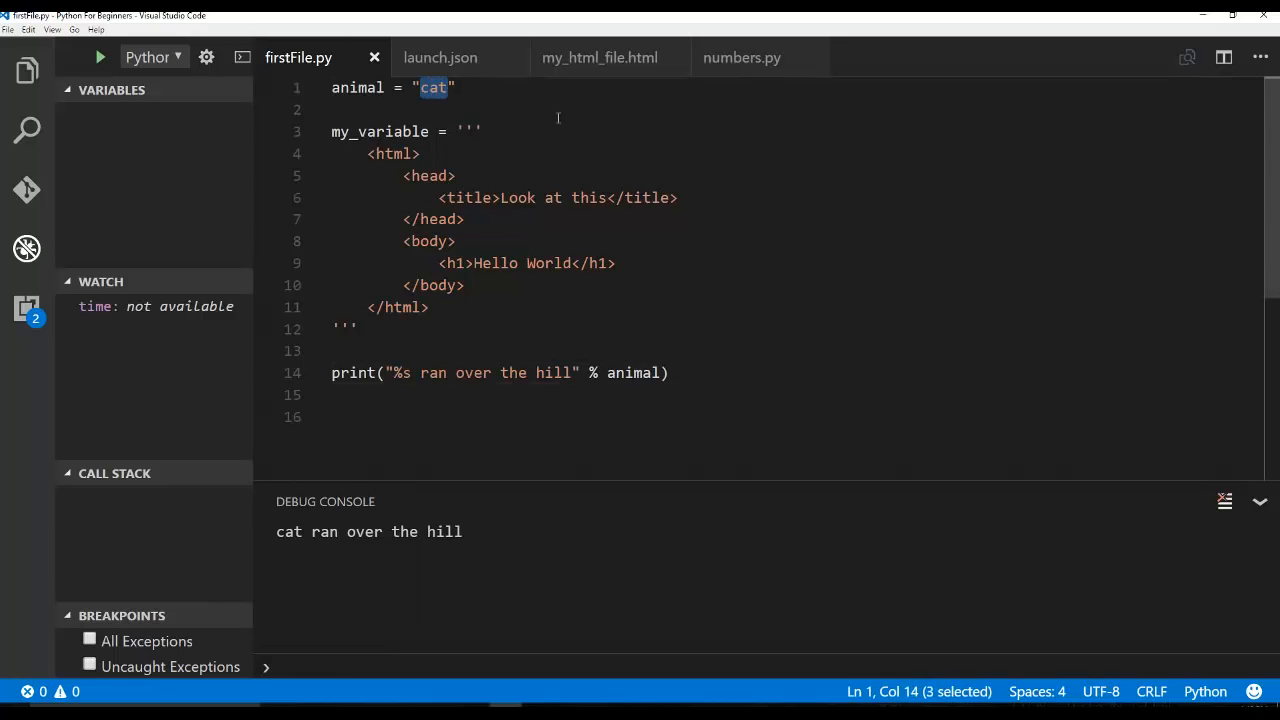 firstFile.py - Python For Beginners - Visual Studio Code
File Edit View Go Help
Python
firstFile.py
launch.json
my_html_file.html
numbers.py
VARIABLES
WATCH
time: not available
CALL STACK
BREAKPOINTS
All Exceptions
Uncaught Exceptions
2
1 animal = "cat"
2
3 my_variable = '''
4 <html>
5 <head>
6 <title>Look at this</title>
7 </head>
8 <body>
9 <h1>Hello World</h1>
10 </body>
11 </html>
12 '''
13
14 print("%s ran over the hill" % animal)
15
16
DEBUG CONSOLE
cat ran over the hill
0 0
Ln 1, Col 14 (3 selected) Spaces: 4 UTF-8 CRLF Python